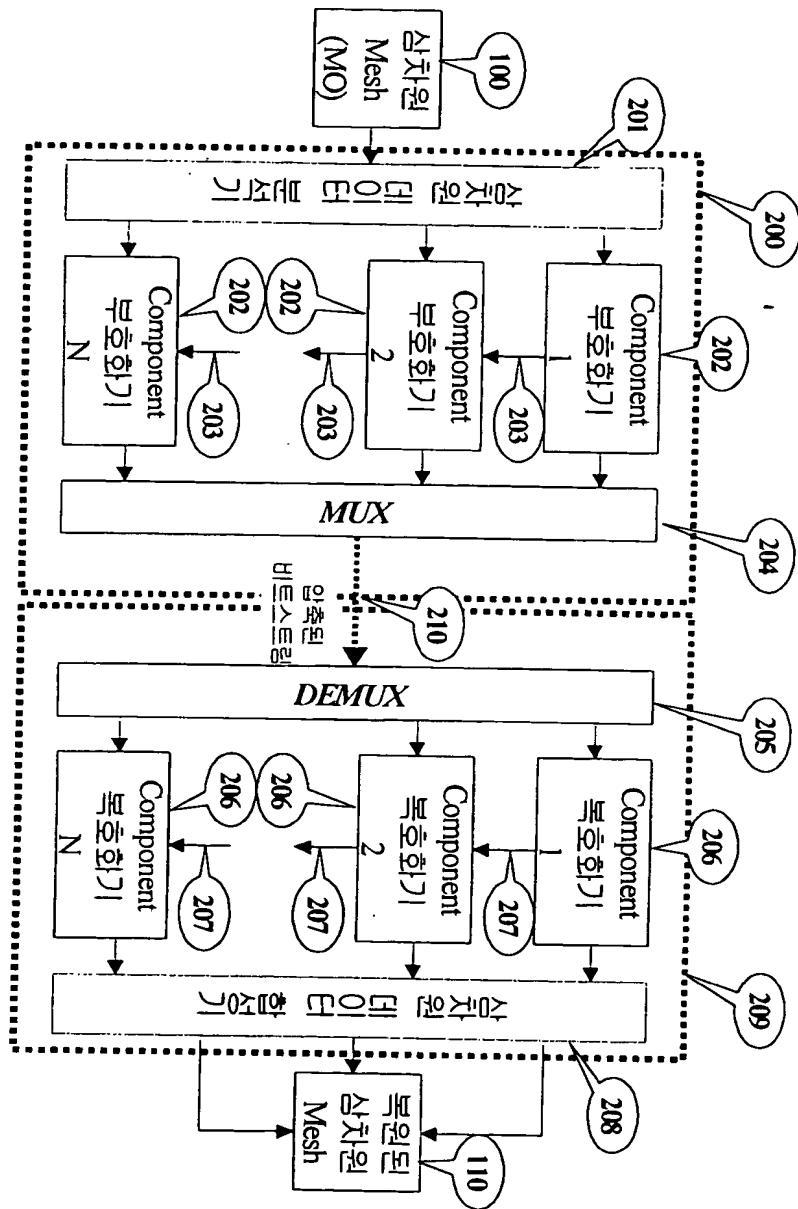 100
삼차원
Mesh
(MO)
201
200
삼차원 데이터 분석기
202
Component
부호화기
1
203
202
Component
부호화기
2
203
202
Component
부호화기
N
203
MUX
204
210
압축된
비트스트림
DEMUX
205
206
Component
복호화기
1
207
206
Component
복호화기
2
207
206
Component
복호화기
N
207
209
삼차원 데이터 합성기
208
복원된
삼차원
Mesh
110